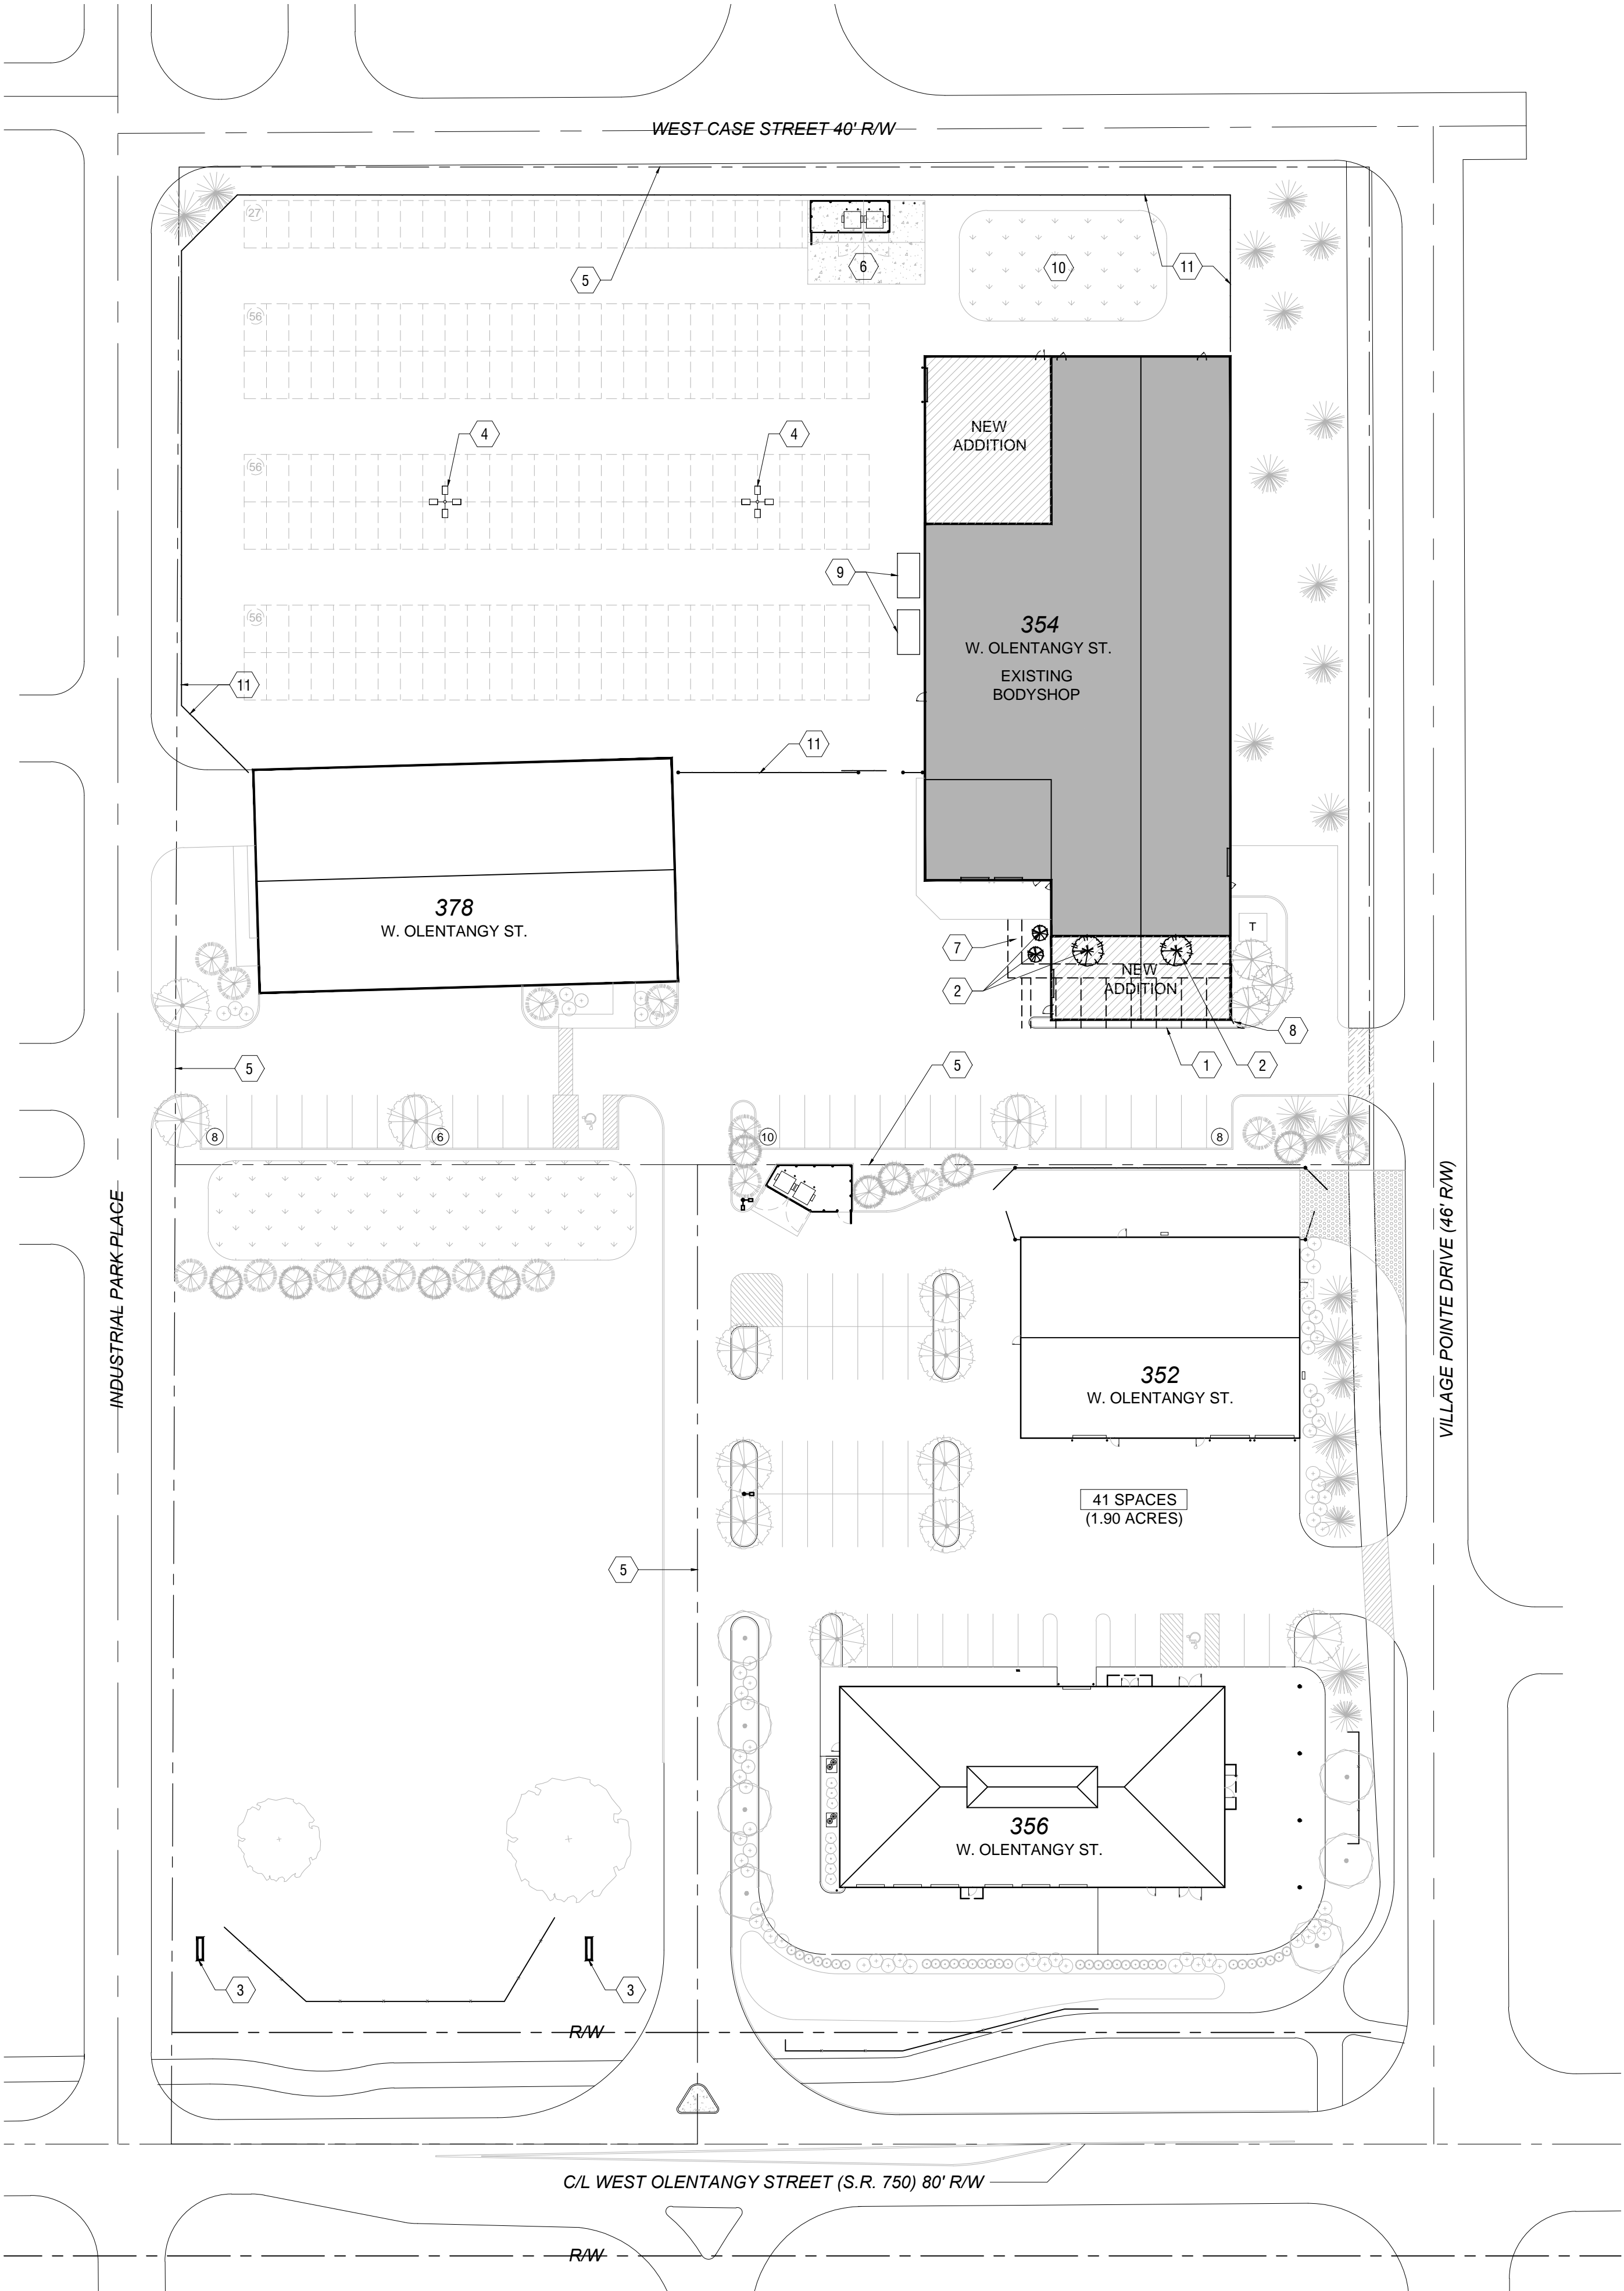 WEST CASE STREET 40' R/W
27
6
10
11
5
56
NEW
ADDITION
4
4
56
9
354
W. OLENTANGY ST.
EXISTING
BODYSHOP
56
11
11
378
W. OLENTANGY ST.
7
T
2
NEW
ADDITION
8
5
5
1
2
8
6
10
8
INDUSTRIAL PARK PLACE
VILLAGE POINTE DRIVE (46' R/W)
352
W. OLENTANGY ST.
41 SPACES
(1.90 ACRES)
5
356
W. OLENTANGY ST.
3
3
R/W
C/L WEST OLENTANGY STREET (S.R. 750) 80' R/W
R/W